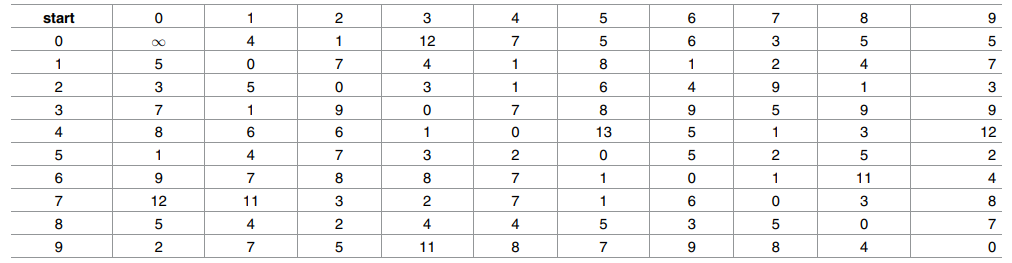 start 0 1 2 3 4 5 6 7 8 9
0 ∞ 4 1 12 7 5 6 3 5 5
1 5 0 7 4 1 8 1 2 4 7
2 3 5 0 3 1 6 4 9 1 3
3 7 1 9 0 7 8 9 5 9 9
4 8 6 6 1 0 13 5 1 3 12
5 1 4 7 3 2 0 5 2 5 2
6 9 7 8 8 7 1 0 1 11 4
7 12 11 3 2 7 1 6 0 3 8
8 5 4 2 4 4 5 3 5 0 7
9 2 7 5 11 8 7 9 8 4 0